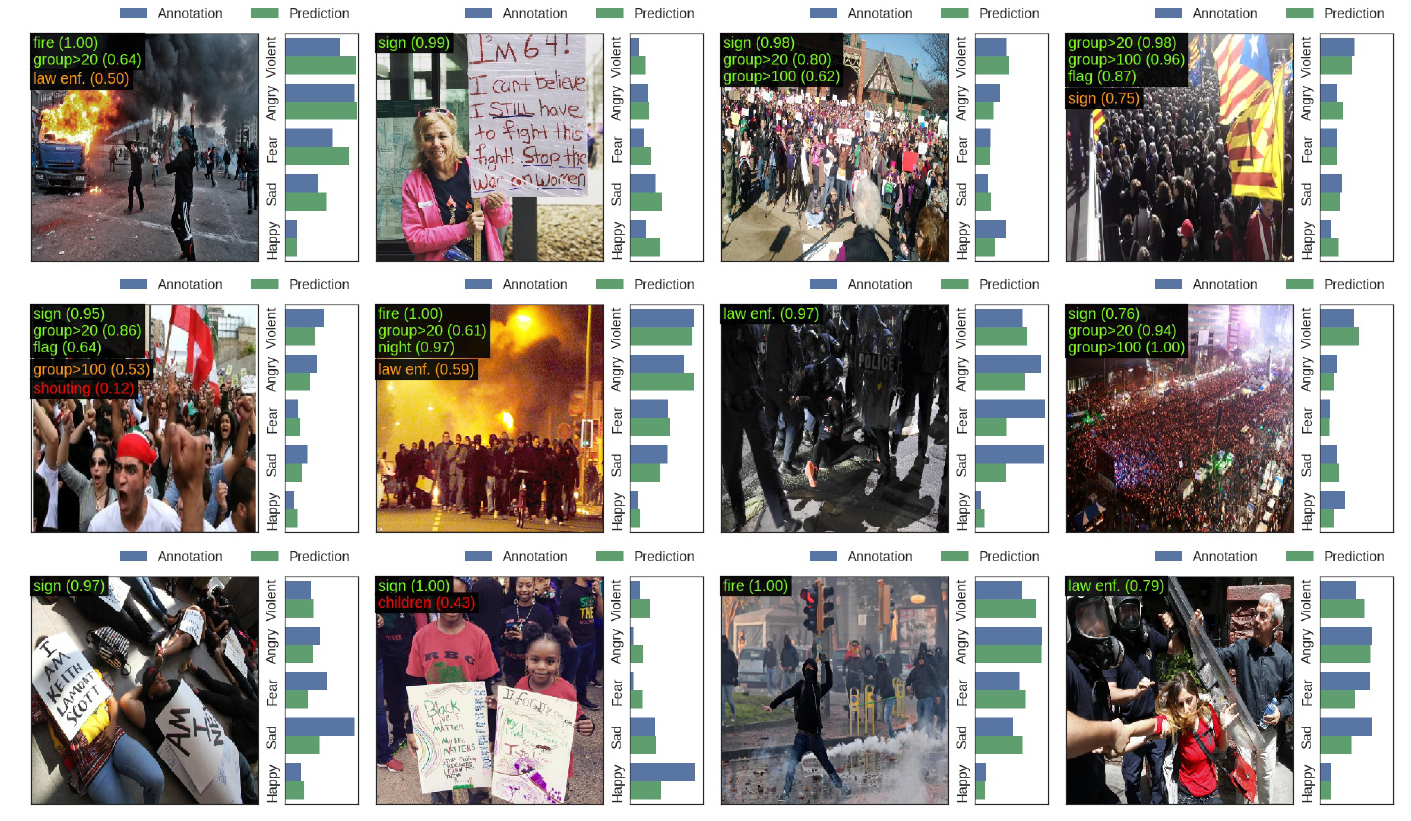 Annotation Prediction
Annotation Prediction
Annotation Prediction
Annotation Prediction
fire (1.00)
group>20 (0.64)
law enf. (0.50)
Violent
Angry
Fear
Sad
Happy
sign (0.99)
I'M 64!
I can't believe
I STILL have
to fight this
fight! Stop the
War on Women
Violent
Angry
Fear
Sad
Happy
sign (0.98)
group>20 (0.80)
group>100 (0.62)
Violent
Angry
Fear
Sad
Happy
group>20 (0.98)
group>100 (0.96)
flag (0.87)
sign (0.75)
Violent
Angry
Fear
Sad
Happy
Annotation Prediction
Annotation Prediction
Annotation Prediction
Annotation Prediction
sign (0.95)
group>20 (0.86)
flag (0.64)
group>100 (0.53)
shouting (0.12)
Violent
Angry
Fear
Sad
Happy
fire (1.00)
group>20 (0.61)
night (0.97)
law enf. (0.59)
Violent
Angry
Fear
Sad
Happy
law enf. (0.97)
POLICE
Violent
Angry
Fear
Sad
Happy
sign (0.76)
group>20 (0.94)
group>100 (1.00)
Violent
Angry
Fear
Sad
Happy
Annotation Prediction
Annotation Prediction
Annotation Prediction
Annotation Prediction
sign (0.97)
I
AM
KEITH
LAMONT
SCOTT
AM I
Violent
Angry
Fear
Sad
Happy
sign (1.00)
children (0.43)
RBG
Black
Lives
MATTER
MATTERS
Violent
Angry
Fear
Sad
Happy
fire (1.00)
Violent
Angry
Fear
Sad
Happy
law enf. (0.79)
Violent
Angry
Fear
Sad
Happy